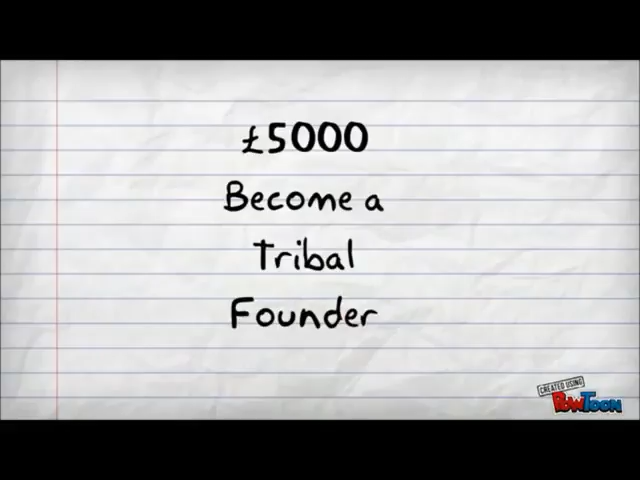 £5000
Become a
Tribal
Founder
CREATED USING
POWTOON